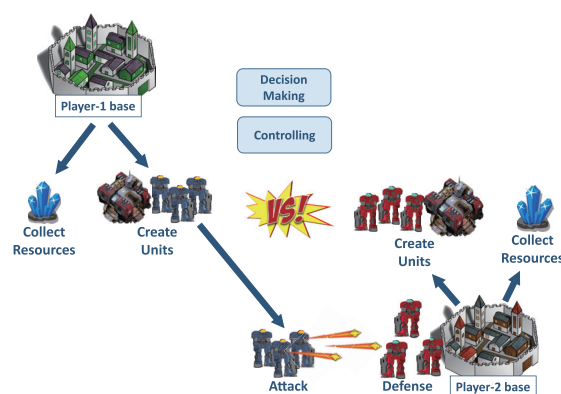 Decision
Making
Player-1 base
Controlling
VS!
Collect
Resources
Create
Units
Create
Units
Collect
Resources
Attack
Defense
Player-2 base